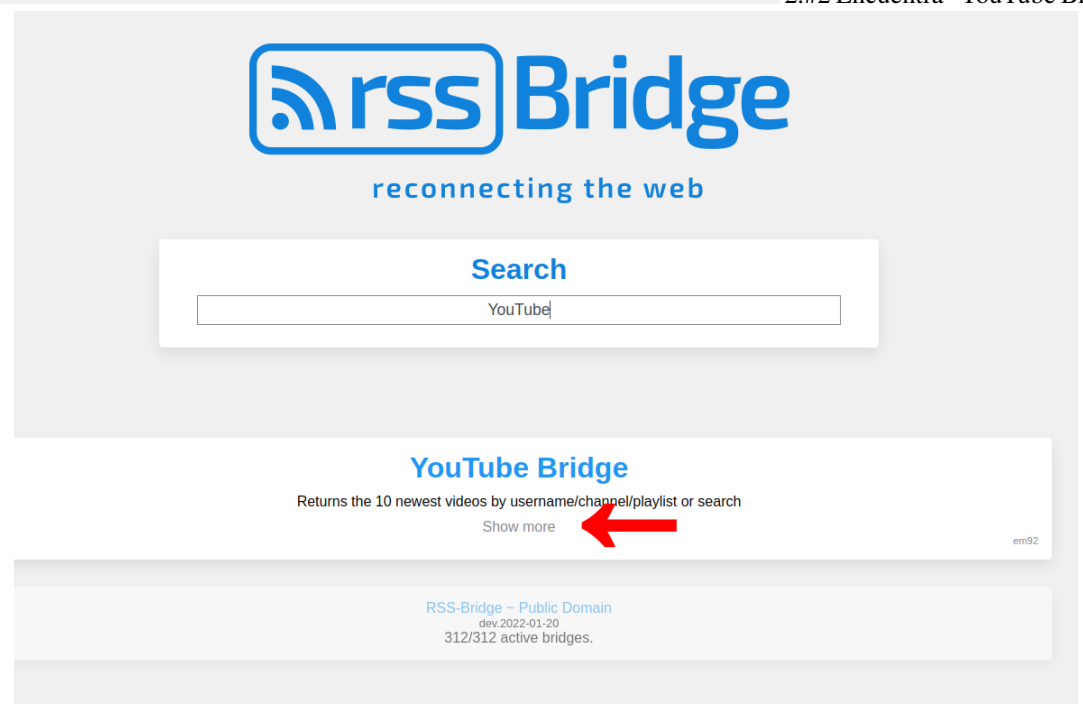 rss Bridge
reconnecting the web
Search
YouTube
YouTube Bridge
Returns the 10 newest videos by username/channel/playlist or search
Show more
em92
RSS-Bridge ~ Public Domain
dev.2022-01-20
312/312 active bridges.